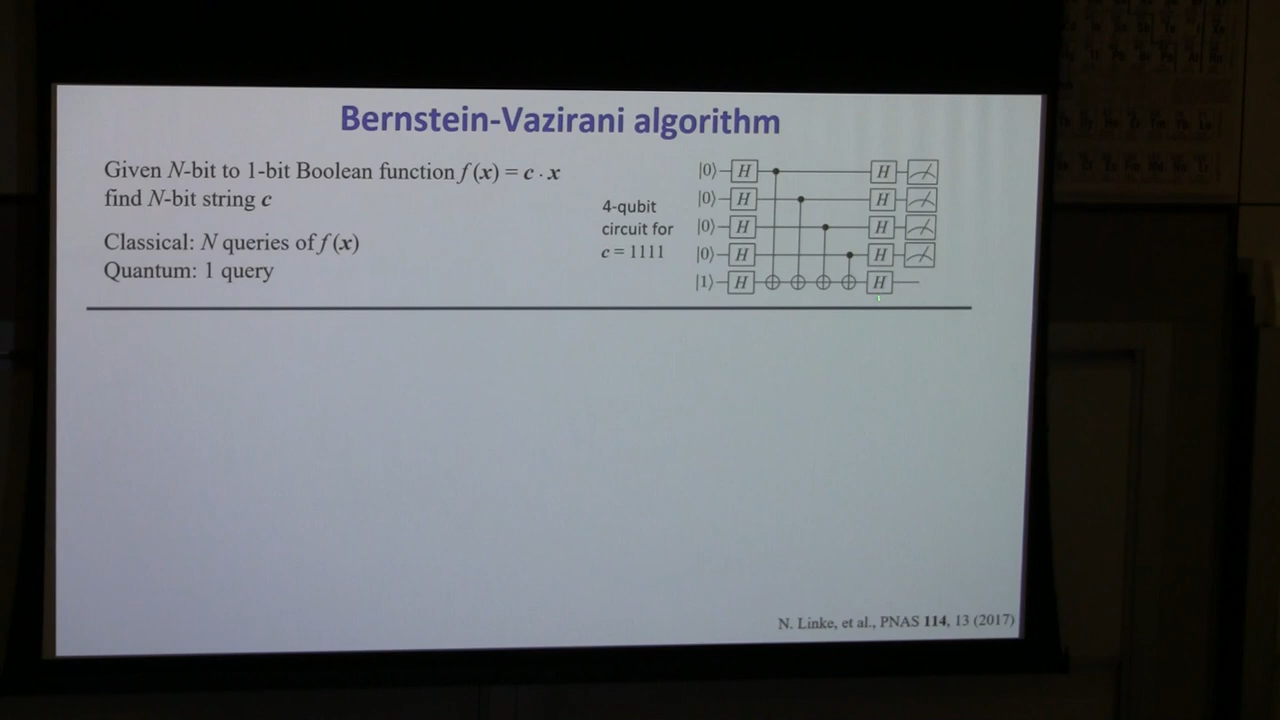 Bernstein-Vazirani algorithm
Given N-bit to 1-bit Boolean function f(x) = c · x
find N-bit string c
Classical: N queries of f(x)
Quantum: 1 query
4-qubit
circuit for
c = 1111
|0⟩ H H
|0⟩ H H
|0⟩ H H
|0⟩ H H
|1⟩ H H
N. Linke, et al., PNAS 114, 13 (2017)